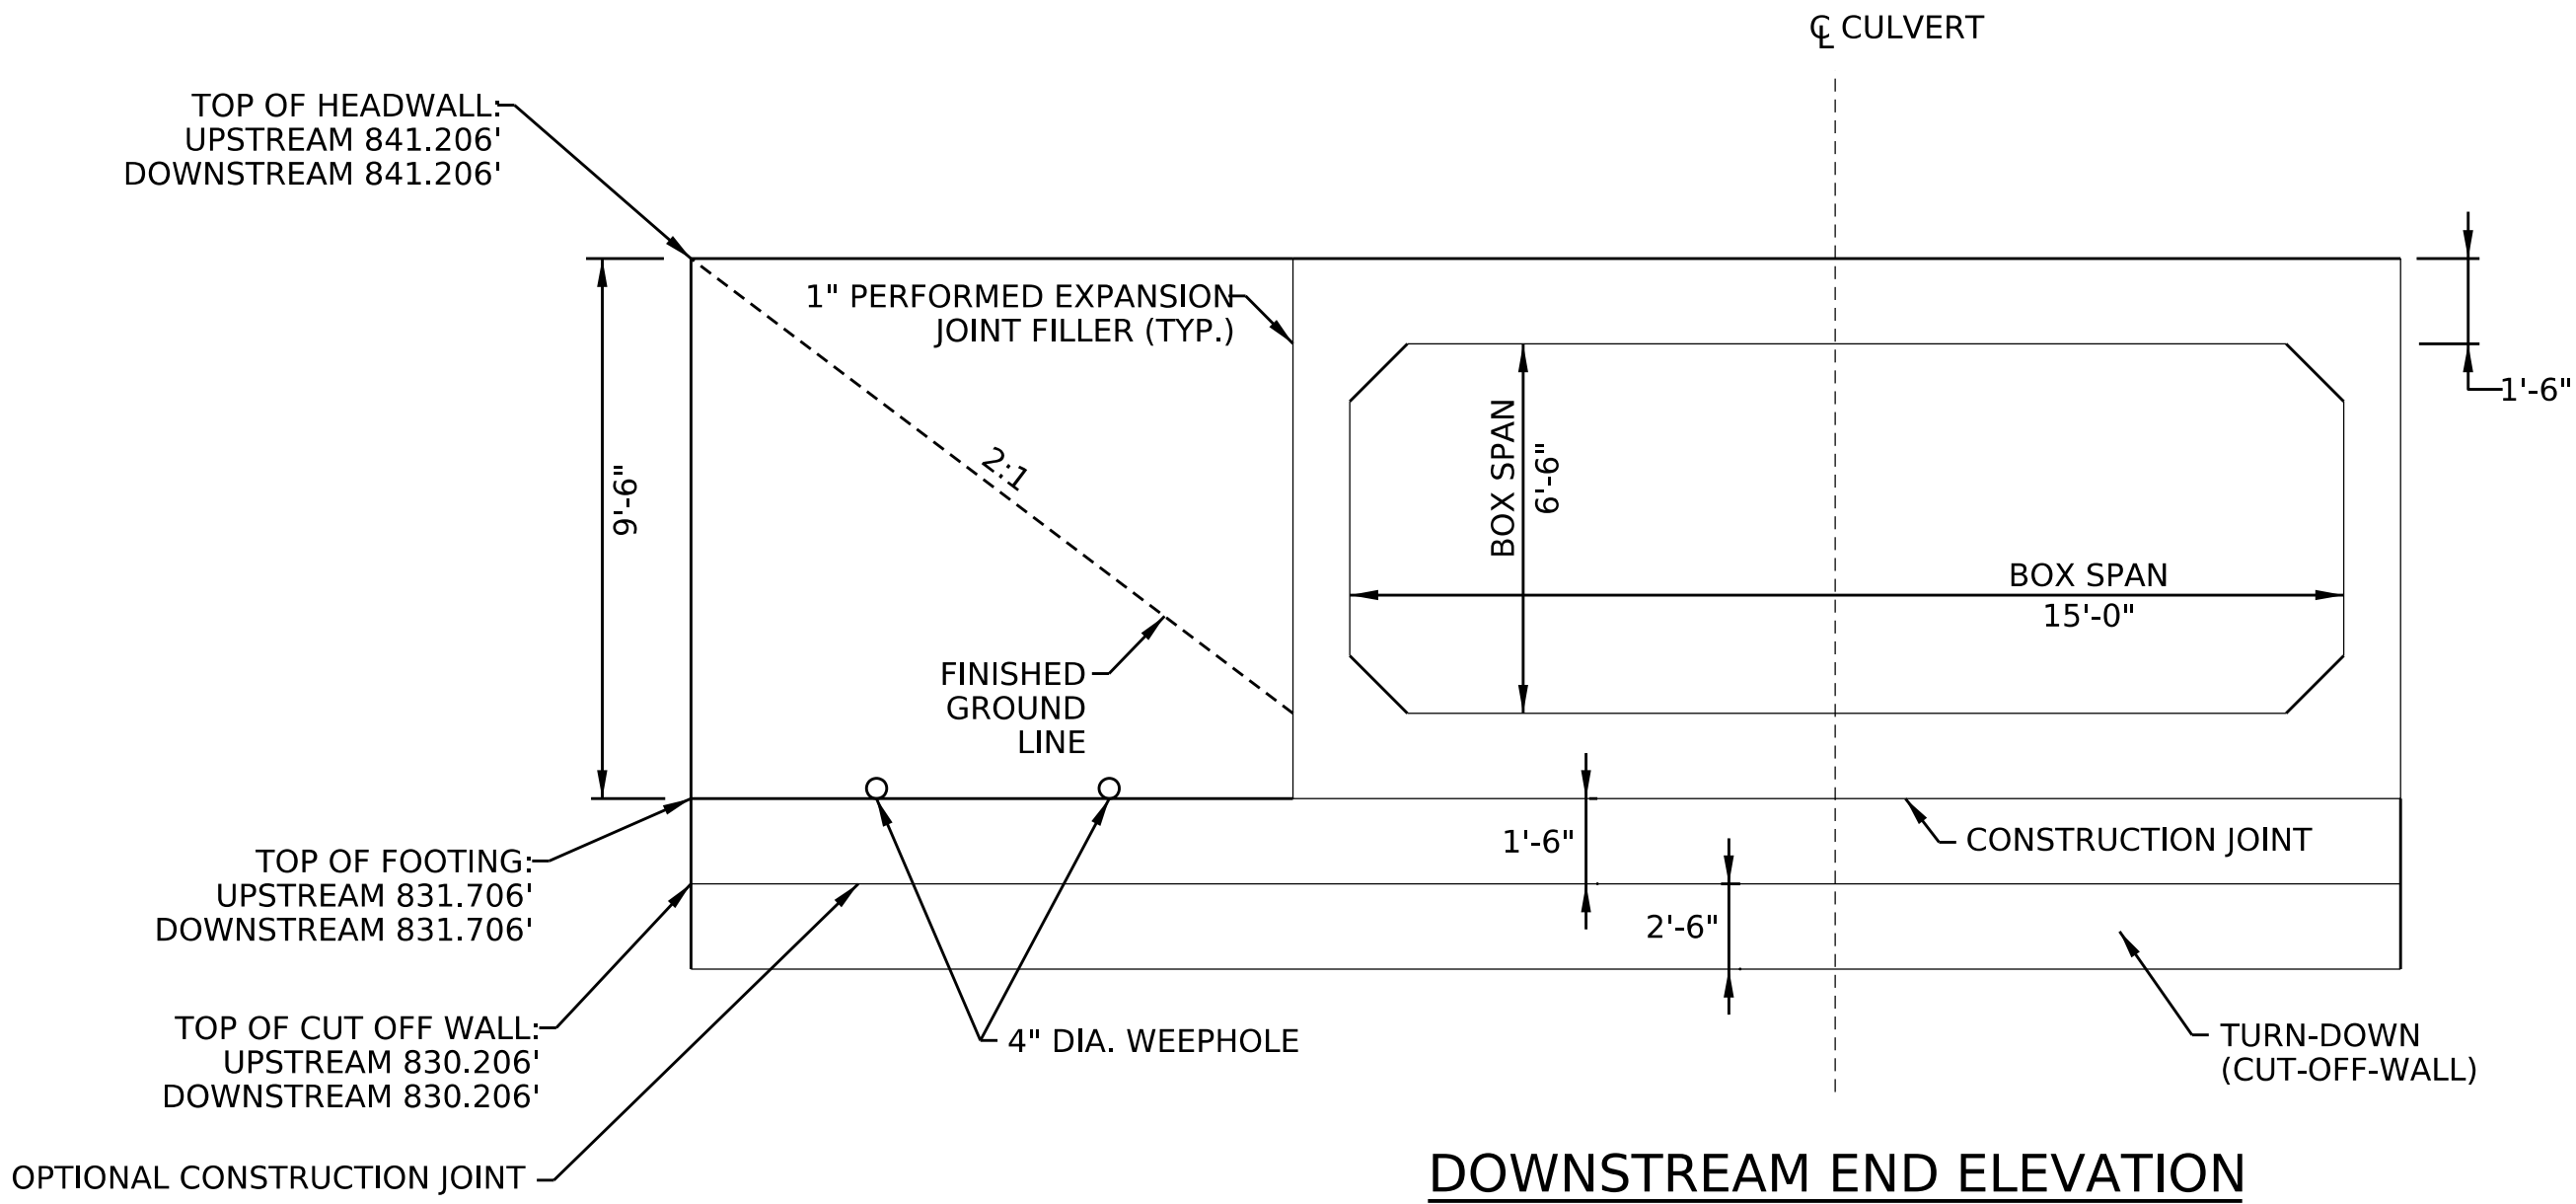 ℄ CULVERT
TOP OF HEADWALL:
UPSTREAM 841.206'
DOWNSTREAM 841.206'
1" PERFORMED EXPANSION
JOINT FILLER (TYP.)
1'-6"
9'-6"
2:1
BOX SPAN
6'-6"
BOX SPAN
15'-0"
FINISHED
GROUND
LINE
TOP OF FOOTING:
UPSTREAM 831.706'
DOWNSTREAM 831.706'
1'-6"
CONSTRUCTION JOINT
2'-6"
TOP OF CUT OFF WALL:
UPSTREAM 830.206'
DOWNSTREAM 830.206'
4" DIA. WEEPHOLE
TURN-DOWN
(CUT-OFF-WALL)
OPTIONAL CONSTRUCTION JOINT
DOWNSTREAM END ELEVATION